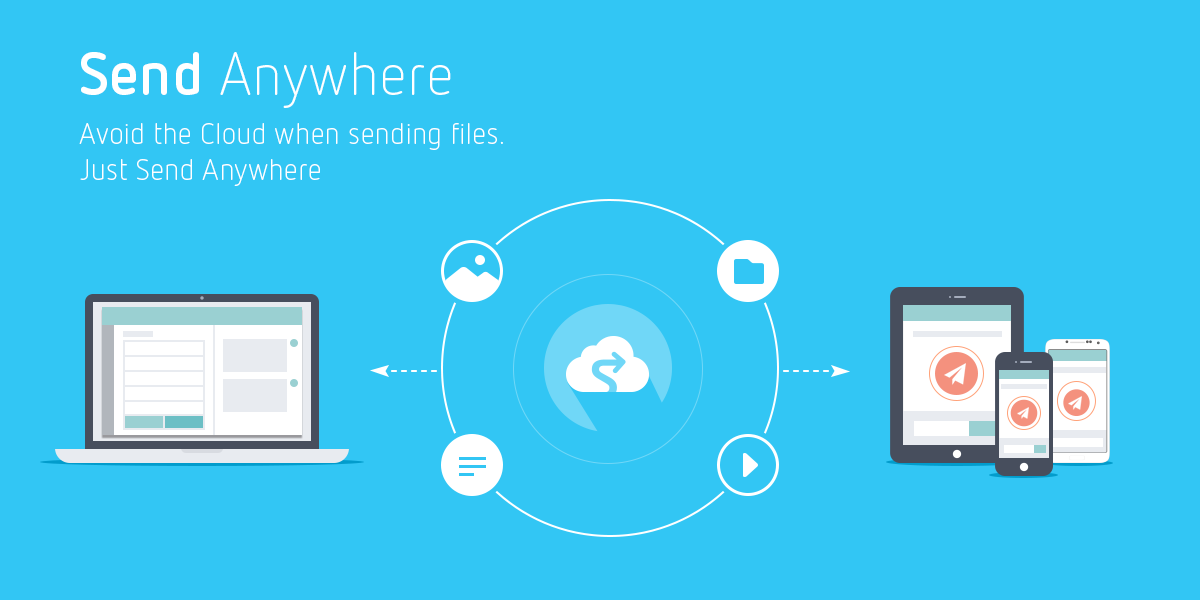 Send Anywhere
Avoid the Cloud when sending files.
Just Send Anywhere